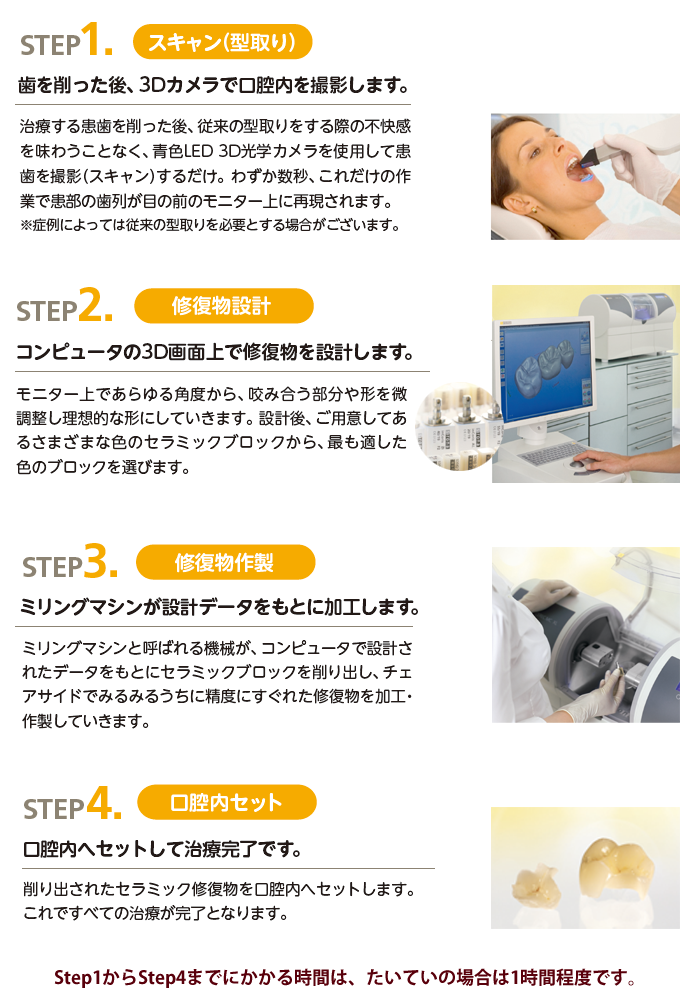 STEP1. スキャン(型取り)
歯を削った後、3Dカメラで口腔内を撮影します。
治療する患歯を削った後、従来の型取りをする際の不快感
を味わうことなく、青色LED 3D光学カメラを使用して患
歯を撮影(スキャン)するだけ。わずか数秒、これだけの作
業で患部の歯列が目の前のモニター上に再現されます。
※症例によっては従来の型取りを必要とする場合がございます。
STEP2. 修復物設計
コンピュータの3D画面上で修復物を設計します。
モニター上であらゆる角度から、咬み合う部分や形を微
調整し理想的な形にしていきます。設計後、ご用意してあ
るさまざまな色のセラミックブロックから、最も適した
色のブロックを選びます。
STEP3. 修復物作製
ミリングマシンが設計データをもとに加工します。
ミリングマシンと呼ばれる機械が、コンピュータで設計さ
れたデータをもとにセラミックブロックを削り出し、チェ
アサイドでみるみるうちに精度にすぐれた修復物を加工・
作製していきます。
STEP4. 口腔内セット
口腔内へセットして治療完了です。
削り出されたセラミック修復物を口腔内へセットします。
これですべての治療が完了となります。
Step1からStep4までにかかる時間は、たいていの場合は1時間程度です。